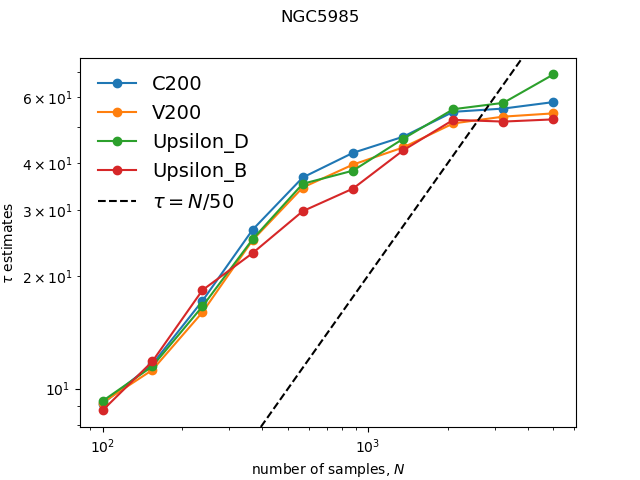 NGC5985
C200
V200
Upsilon_D
Upsilon_B
τ = N/50
6 × 10¹
4 × 10¹
3 × 10¹
2 × 10¹
10¹
τ estimates
10² 10³
number of samples, N